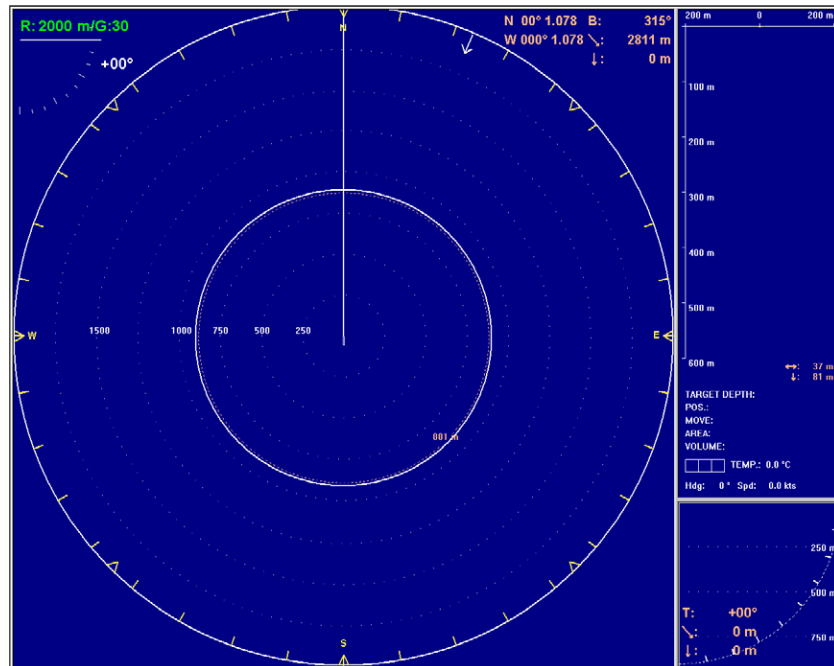 R: 2000 m/G:30
+00°
N 00° 1.078 B: 315°
W 000° 1.078 ↘: 2811 m
↓: 0 m
N
W
1500 1000 750 500 250
E
001 m
S
200 m 0 200 m
100 m
200 m
300 m
400 m
500 m
600 m
↔: 37 m
↓: 81 m
TARGET DEPTH:
POS.:
MOVE:
AREA:
VOLUME:
TEMP.: 0.0 °C
Hdg: 0 ° Spd: 0.0 kts
250 m
500 m
750 m
T: +00°
↘: 0 m
↓: 0 m